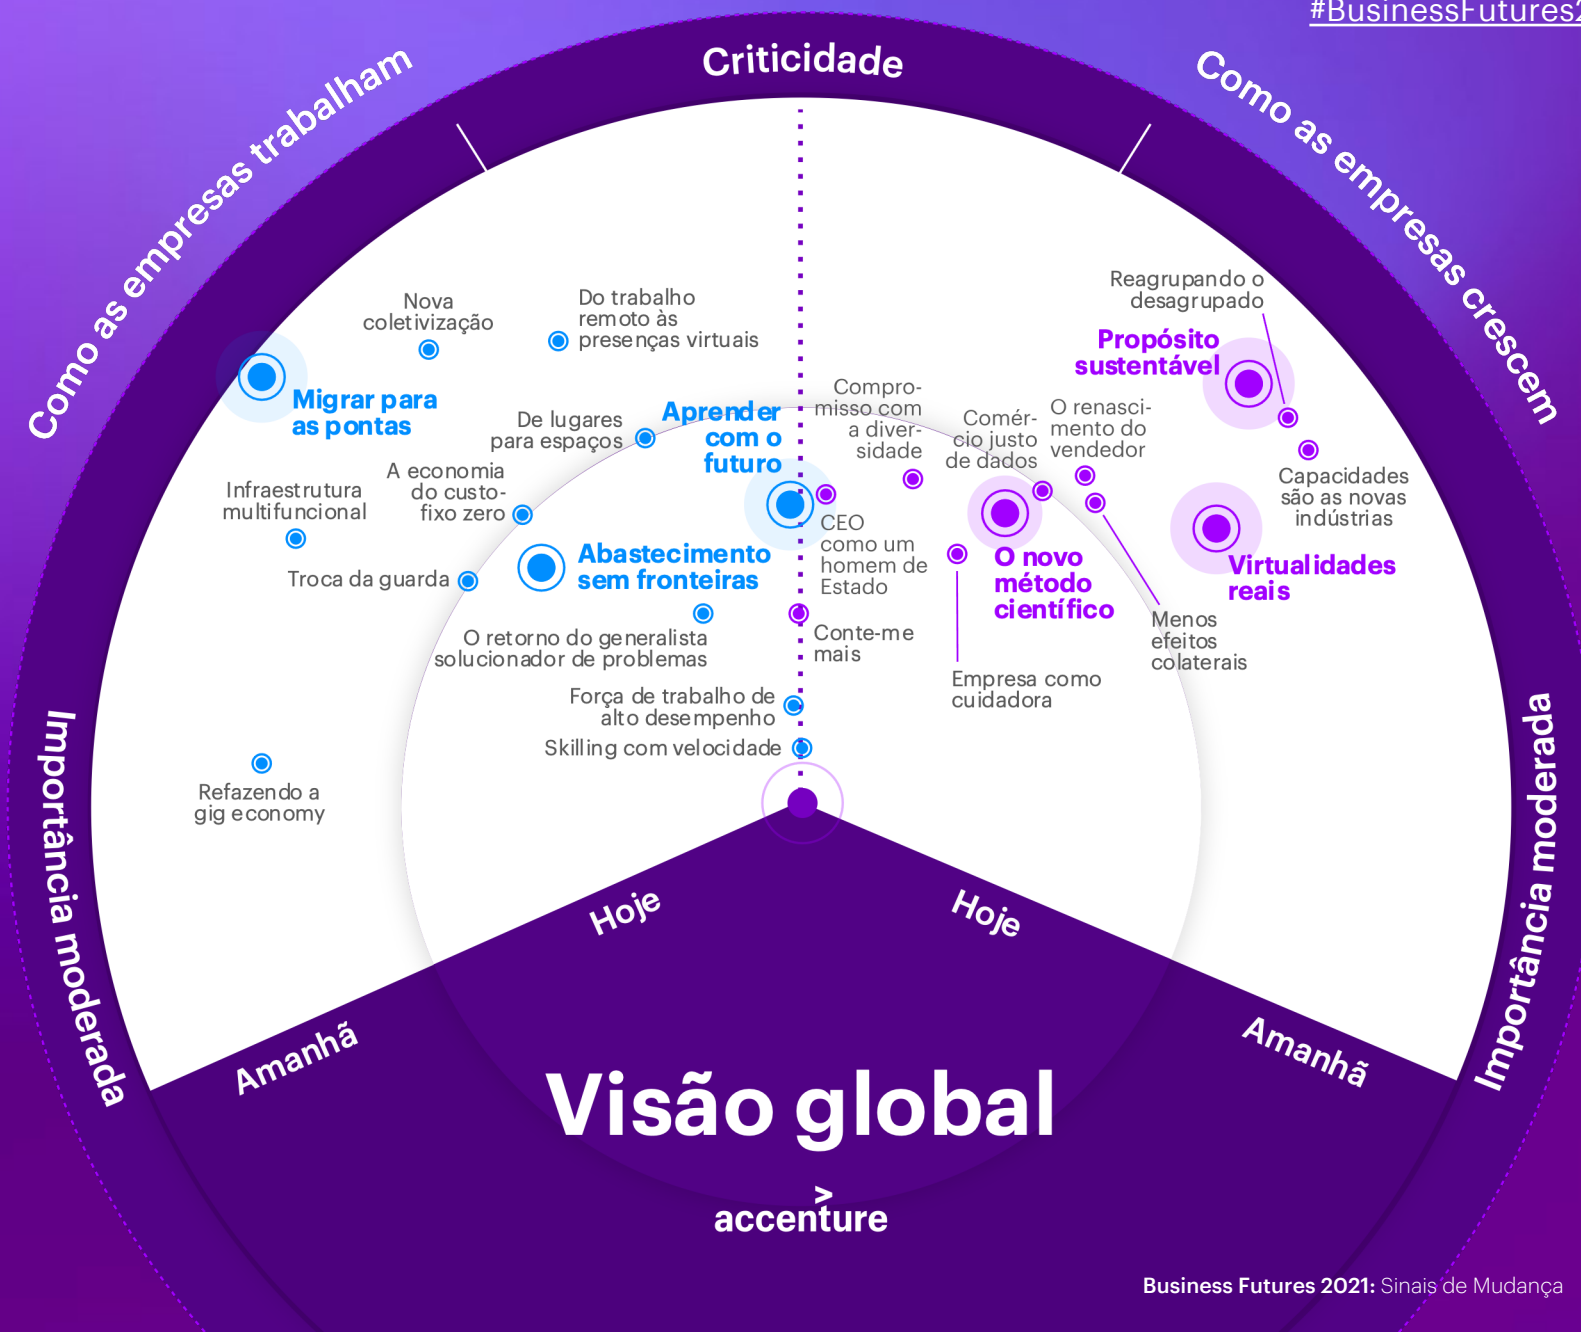 #BusinessFutures2
Como as empresas trabalham
Criticidade
Como as empresas crescem
Nova
coletivização
Do trabalho
remoto às
presenças virtuais
Migrar para
as pontas
De lugares
para espaços
Aprender
com o
futuro
A economia
do custo-
fixo zero
Infraestrutura
multifuncional
Troca da guarda
Abastecimento
sem fronteiras
O retorno do generalista
solucionador de problemas
Força de trabalho de
alto desempenho
Skilling com velocidade
Refazendo a
gig economy
Reagrupando o
desagrupado
Propósito
sustentável
Compro-
misso com
a diver-
sidade
Comér-
cio justo
de dados
O renasci-
mento do
vendedor
Capacidades
são as novas
indústrias
CEO
como um
homem de
Estado
O novo
método
científico
Virtualidades
reais
Conte-me
mais
Menos
efeitos
colaterais
Empresa como
cuidadora
Importância moderada
Importância moderada
Hoje
Hoje
Amanhã
Amanhã
Visão global
>
accenture
Business Futures 2021: Sinais de Mudança